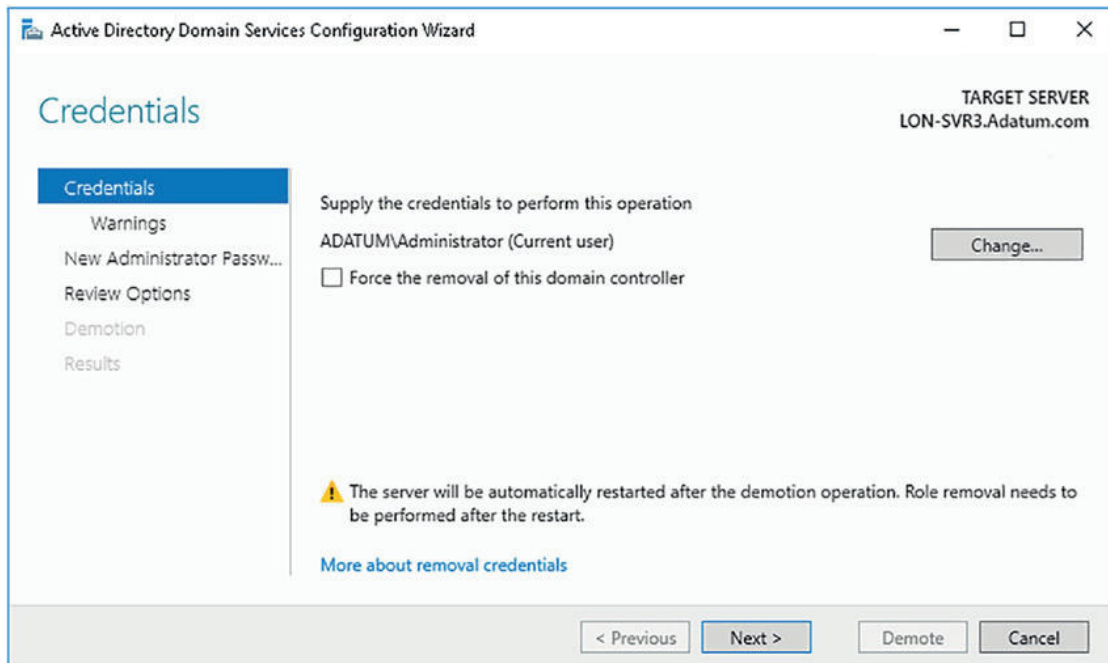 Active Directory Domain Services Configuration Wizard
Credentials
TARGET SERVER
LON-SVR3.Adatum.com
Credentials
Warnings
New Administrator Passw...
Review Options
Demotion
Results
Supply the credentials to perform this operation
ADATUM\Administrator (Current user)
Change...
Force the removal of this domain controller
The server will be automatically restarted after the demotion operation. Role removal needs to
be performed after the restart.
More about removal credentials
< Previous
Next >
Demote
Cancel